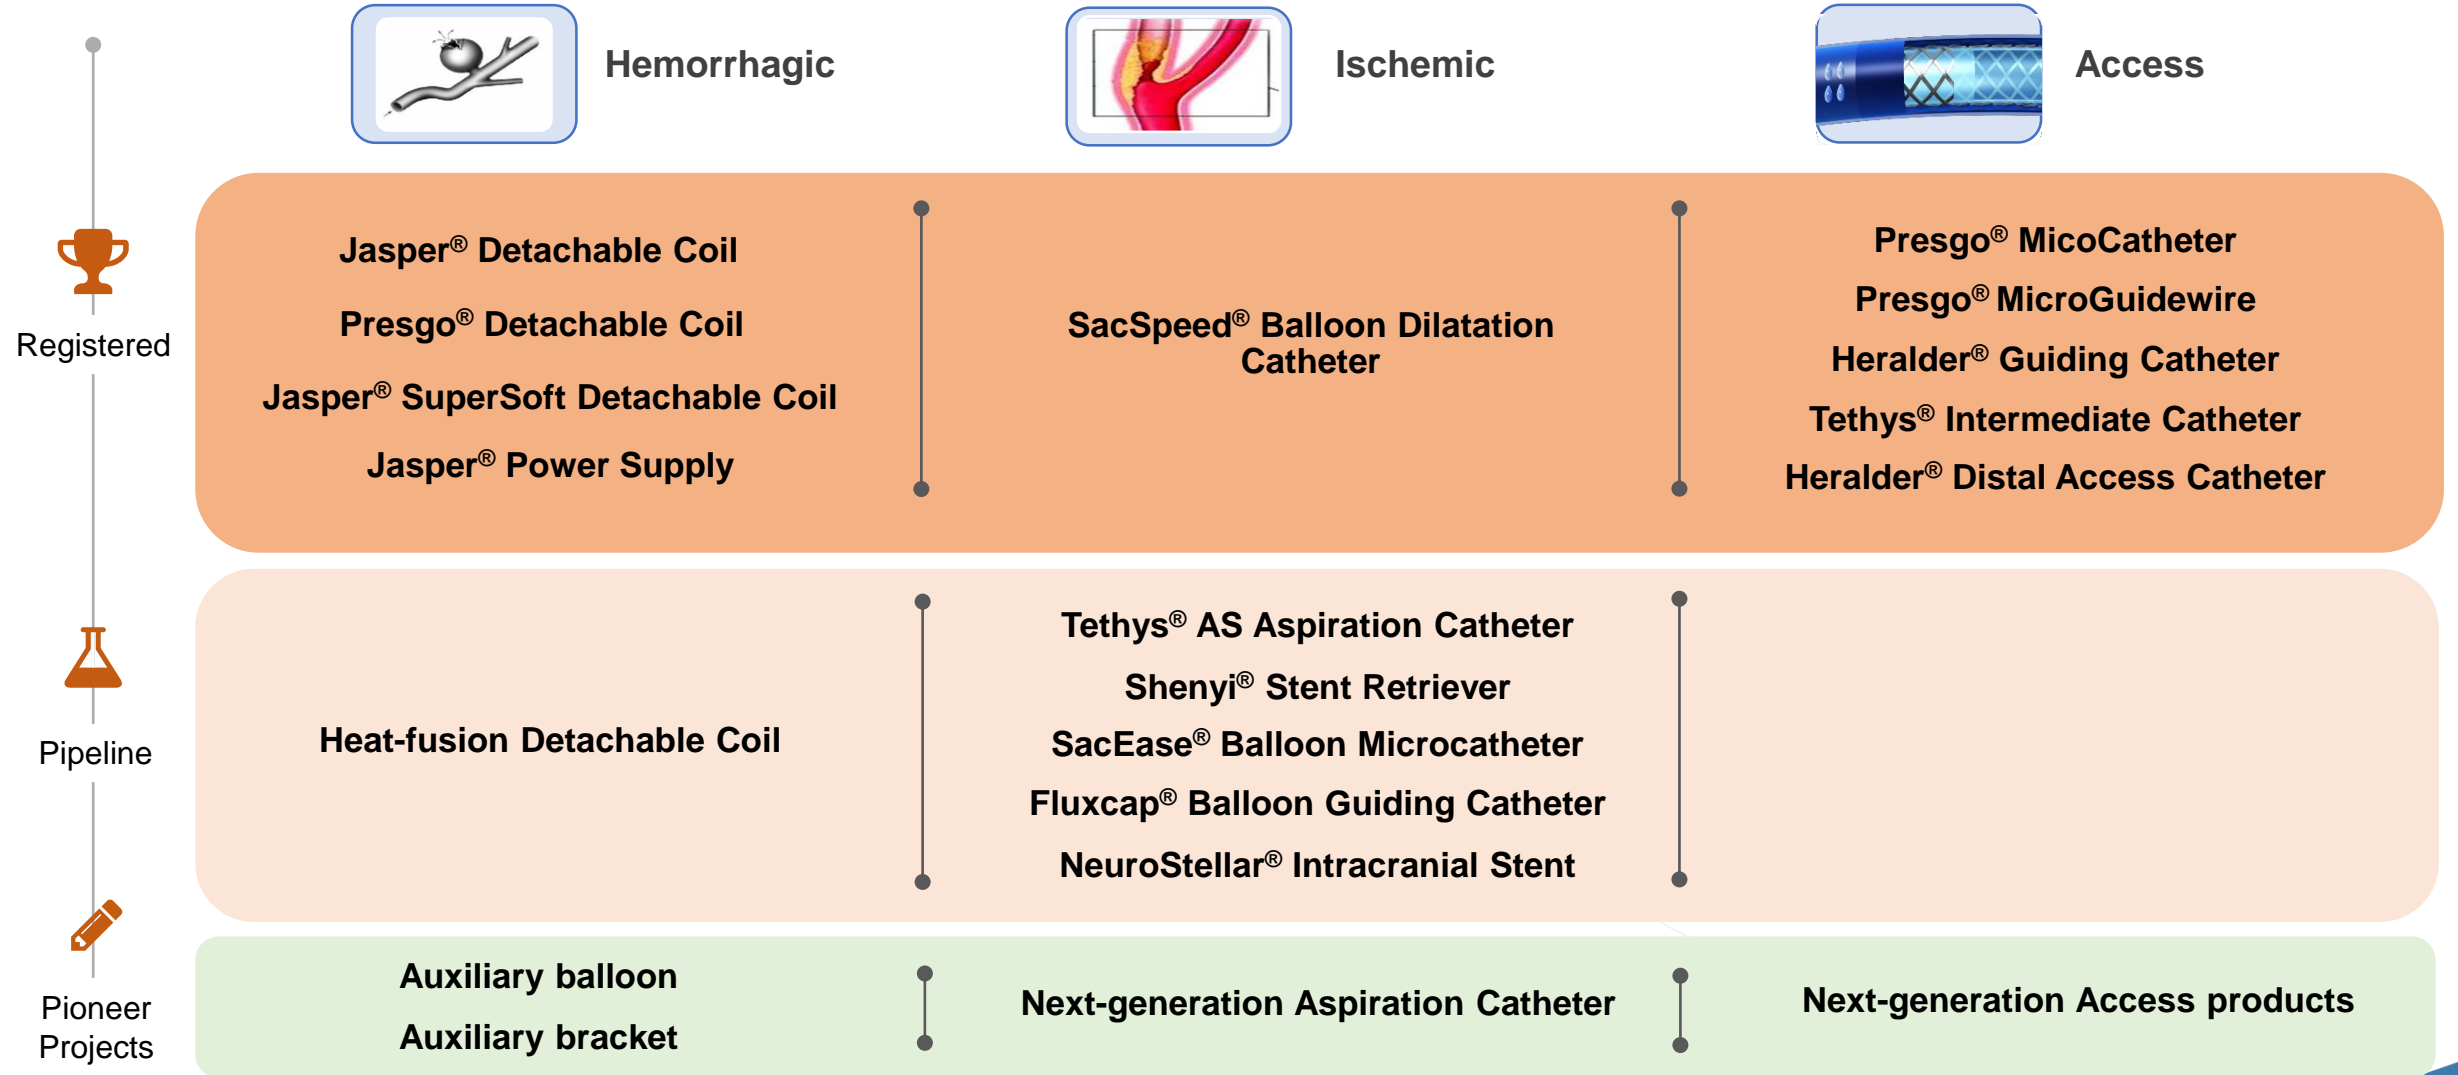 Hemorrhagic
Ischemic
Access
Registered
Jasper® Detachable Coil
Presgo® Detachable Coil
Jasper® SuperSoft Detachable Coil
Jasper® Power Supply
SacSpeed® Balloon Dilatation
Catheter
Presgo® MicoCatheter
Presgo® MicroGuidewire
Heralder® Guiding Catheter
Tethys® Intermediate Catheter
Heralder® Distal Access Catheter
Pipeline
Heat-fusion Detachable Coil
Tethys® AS Aspiration Catheter
Shenyi® Stent Retriever
SacEase® Balloon Microcatheter
Fluxcap® Balloon Guiding Catheter
NeuroStellar® Intracranial Stent
Pioneer
Projects
Auxiliary balloon
Auxiliary bracket
Next-generation Aspiration Catheter
Next-generation Access products